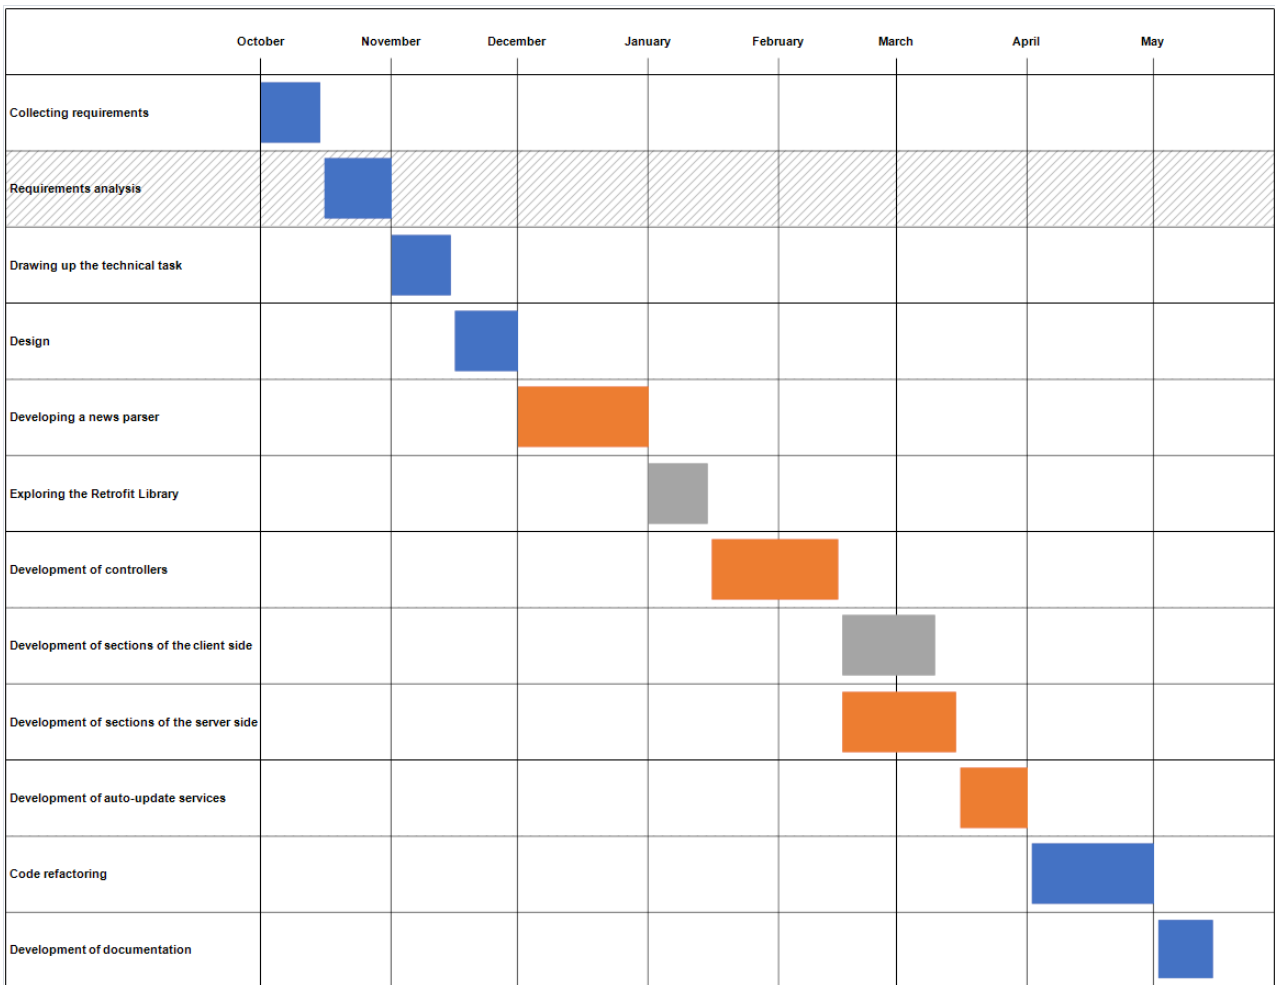 October November December January February March April May
Collecting requirements
Requirements analysis
Drawing up the technical task
Design
Developing a news parser
Exploring the Retrofit Library
Development of controllers
Development of sections of the client side
Development of sections of the server side
Development of auto-update services
Code refactoring
Development of documentation